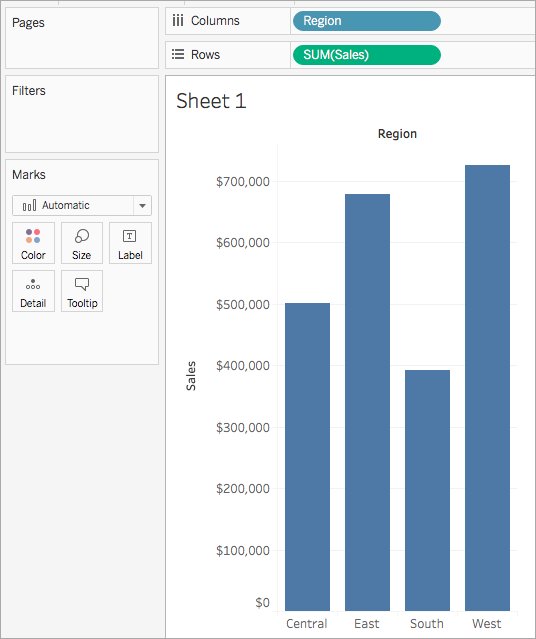 Pages
Columns
Region
Rows
SUM(Sales)
Filters
Marks
Automatic
Color
Size
T
Label
Detail
Tooltip
Sheet 1
Region
Sales
$700,000
$600,000
$500,000
$400,000
$300,000
$200,000
$100,000
$0
Central
East
South
West